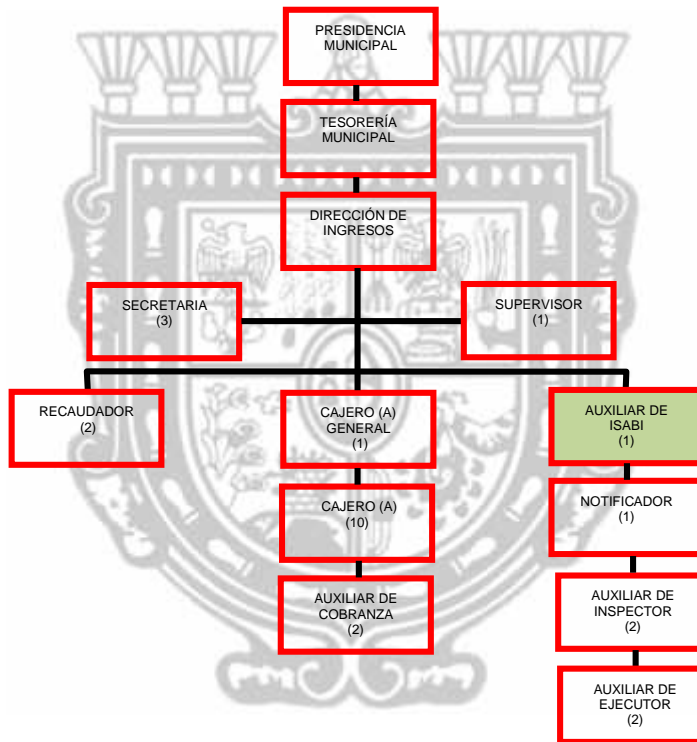 PRESIDENCIA
MUNICIPAL
TESORERÍA
MUNICIPAL
DIRECCIÓN DE
INGRESOS
SECRETARIA
(3)
SUPERVISOR
(1)
RECAUDADOR
(2)
CAJERO (A)
GENERAL
(1)
AUXILIAR DE
ISABI
(1)
CAJERO (A)
(10)
NOTIFICADOR
(1)
AUXILIAR DE
COBRANZA
(2)
AUXILIAR DE
INSPECTOR
(2)
AUXILIAR DE
EJECUTOR
(2)